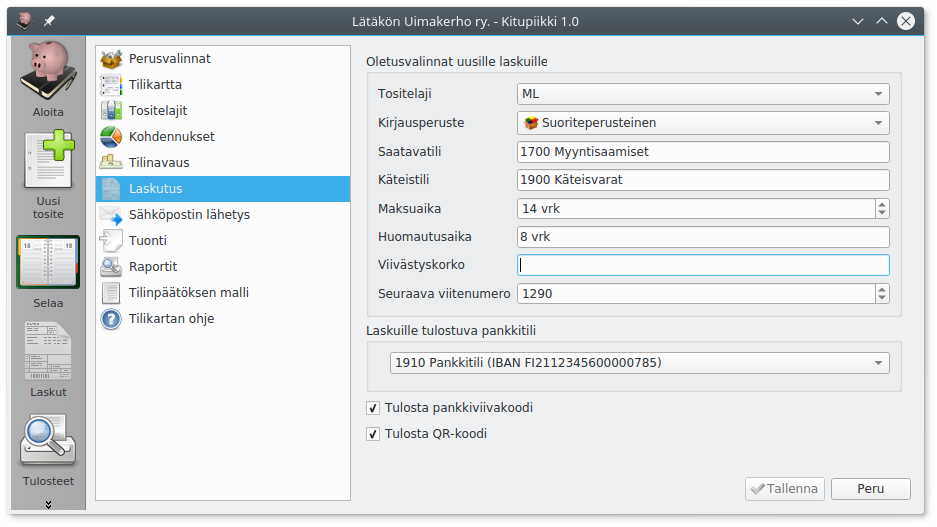 Lätäkön Uimakerho ry. - Kitupiikki 1.0
Aloita
Uusi
tosite
18
19
Selaa
Laskut
Tulosteet
Perusvalinnat
Tilikartta
Tositelajit
Kohdennukset
Tilinavaus
Laskutus
Sähköpostin lähetys
Tuonti
Raportit
Tilinpäätöksen malli
Tilikartan ohje
Oletusvalinnat uusille laskuille
Tositelaji ML
Kirjausperuste Suoriteperusteinen
Saatavatili 1700 Myyntisaamiset
Käteistili 1900 Käteisvarat
Maksuaika 14 vrk
Huomautusaika 8 vrk
Viivästyskorko
Seuraava viitenumero 1290
Laskuille tulostuva pankkitili
1910 Pankkitili (IBAN FI2112345600000785)
Tulosta pankkiviivakoodi
Tulosta QR-koodi
Tallenna Peru